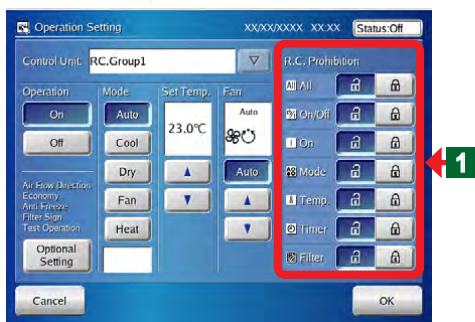 Operation Setting XX/XX/XXXX XX:XX Status:Off
Control Unit: RC.Group1 R.C. Prohibition
Operation Mode Set Temp. Fan
All All
On/Off
On
Mode
Temp.
Timer
Filter
On Auto 23.0°C Auto
Off Cool
Dry Auto
Fan
Heat
Air Flow Direction
Economy
Anti Freeze
Filter Sign
Test Operation
Optional
Setting
Cancel OK
1